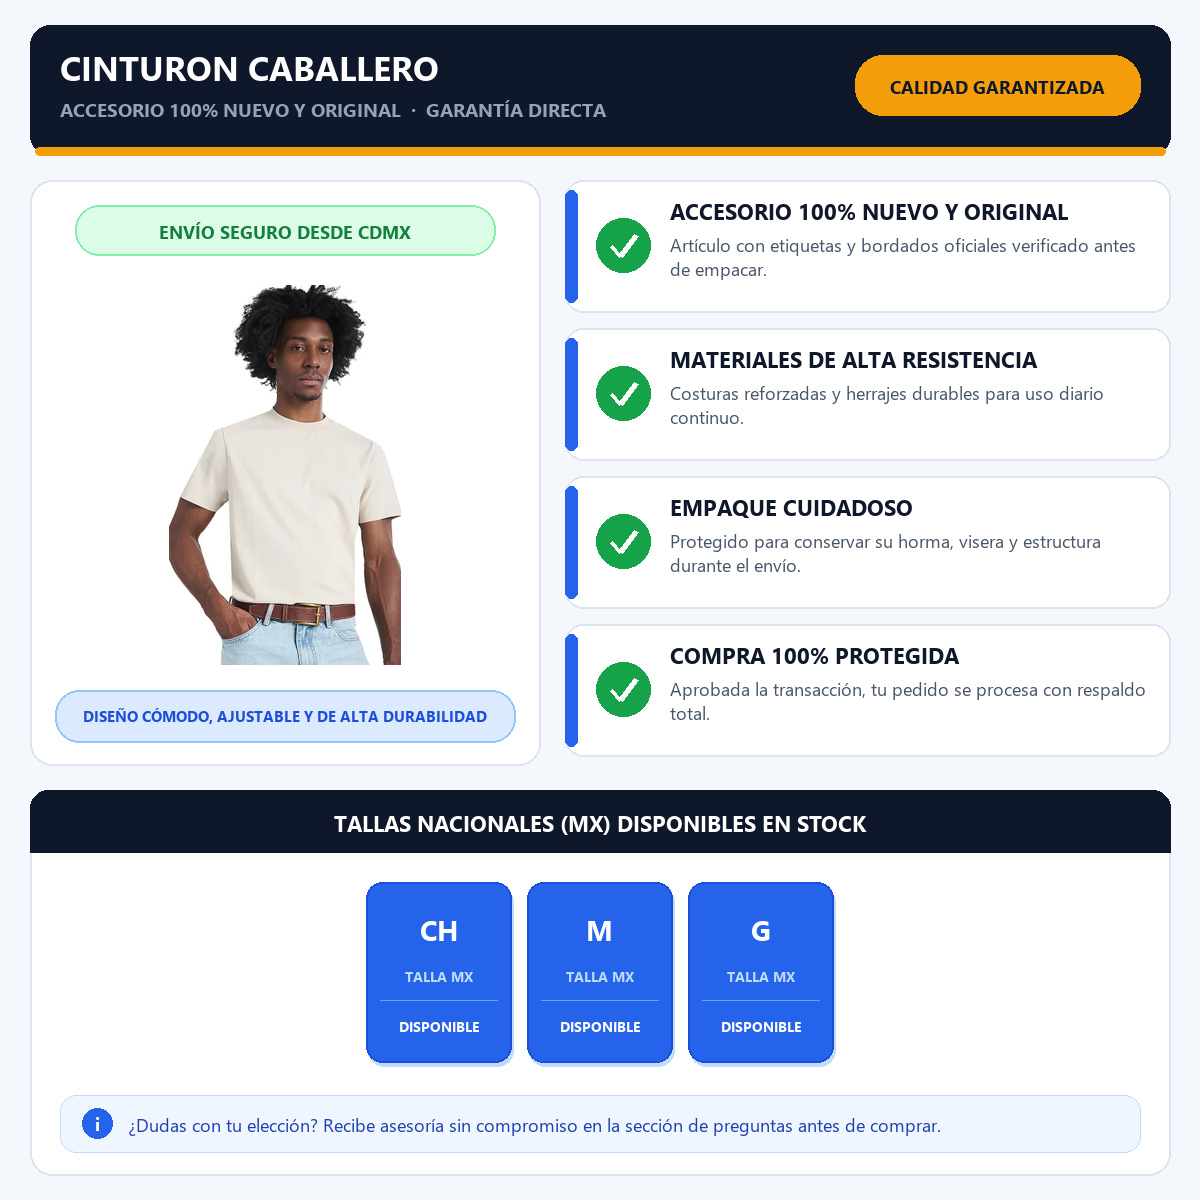 CINTURON CABALLERO
ACCESORIO 100% NUEVO Y ORIGINAL · GARANTÍA DIRECTA
CALIDAD GARANTIZADA
ENVÍO SEGURO DESDE CDMX
DISEÑO CÓMODO, AJUSTABLE Y DE ALTA DURABILIDAD
ACCESORIO 100% NUEVO Y ORIGINAL
Artículo con etiquetas y bordados oficiales verificado antes
de empacar.
MATERIALES DE ALTA RESISTENCIA
Costuras reforzadas y herrajes durables para uso diario
continuo.
EMPAQUE CUIDADOSO
Protegido para conservar su horma, visera y estructura
durante el envío.
COMPRA 100% PROTEGIDA
Aprobada la transacción, tu pedido se procesa con respaldo
total.
TALLAS NACIONALES (MX) DISPONIBLES EN STOCK
CH
TALLA MX
DISPONIBLE
M
TALLA MX
DISPONIBLE
G
TALLA MX
DISPONIBLE
¿Dudas con tu elección? Recibe asesoría sin compromiso en la sección de preguntas antes de comprar.